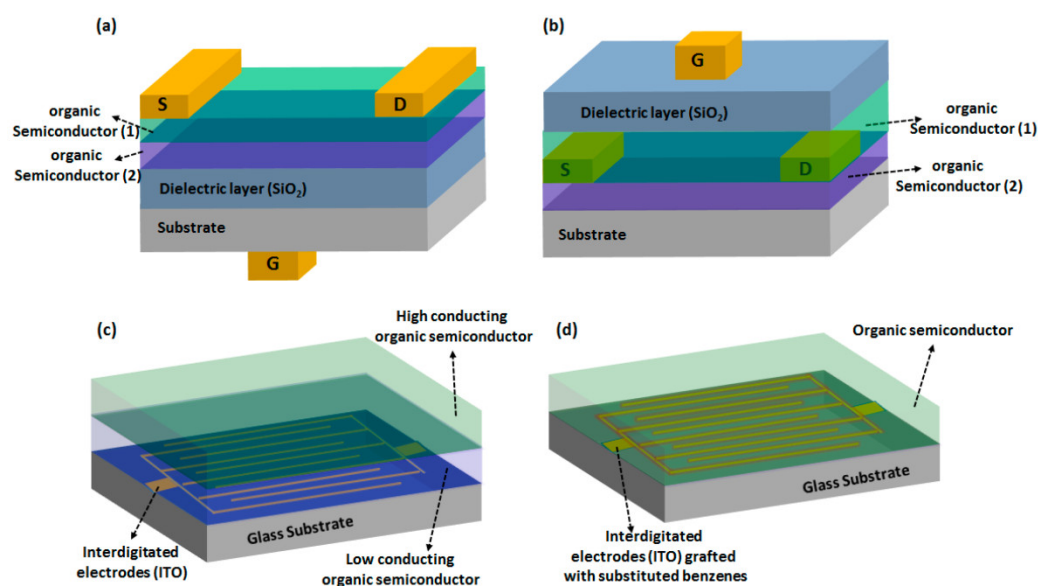 (a)
S
D
organic
Semiconductor (1)
organic
Semiconductor (2)
Dielectric layer (SiO₂)
Substrate
G
(b)
G
Dielectric layer (SiO₂)
organic
Semiconductor (1)
S
D
organic
Semiconductor (2)
Substrate
(c)
High conducting
organic semiconductor
Glass Substrate
Interdigitated
electrodes (ITO)
Low conducting
organic semiconductor
(d)
Organic semiconductor
Glass Substrate
Interdigitated
electrodes (ITO) grafted
with substituted benzenes